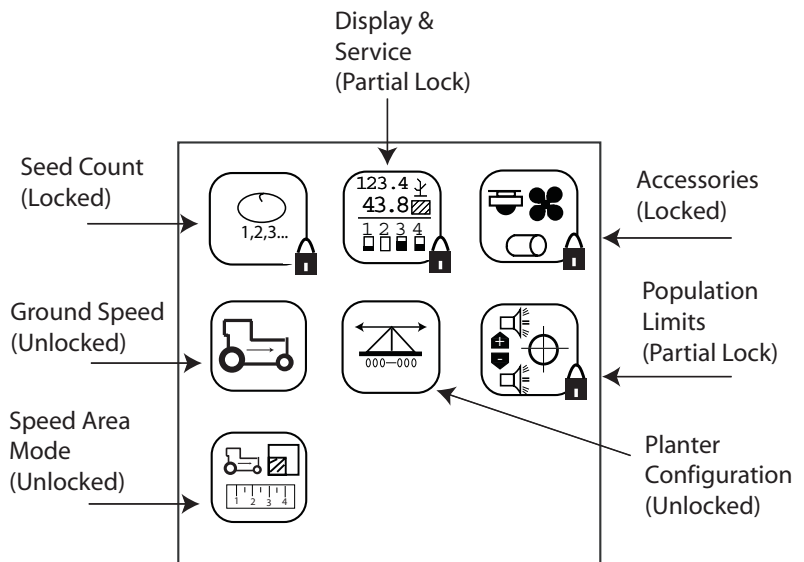 Display &
Service
(Partial Lock)
Seed Count
(Locked)
1,2,3...
123.4
43.8
1 2 3 4
Accessories
(Locked)
Ground Speed
(Unlocked)
000—000
+
-
Population
Limits
(Partial Lock)
Speed Area
Mode
(Unlocked)
1 2 3 4
Planter
Configuration
(Unlocked)